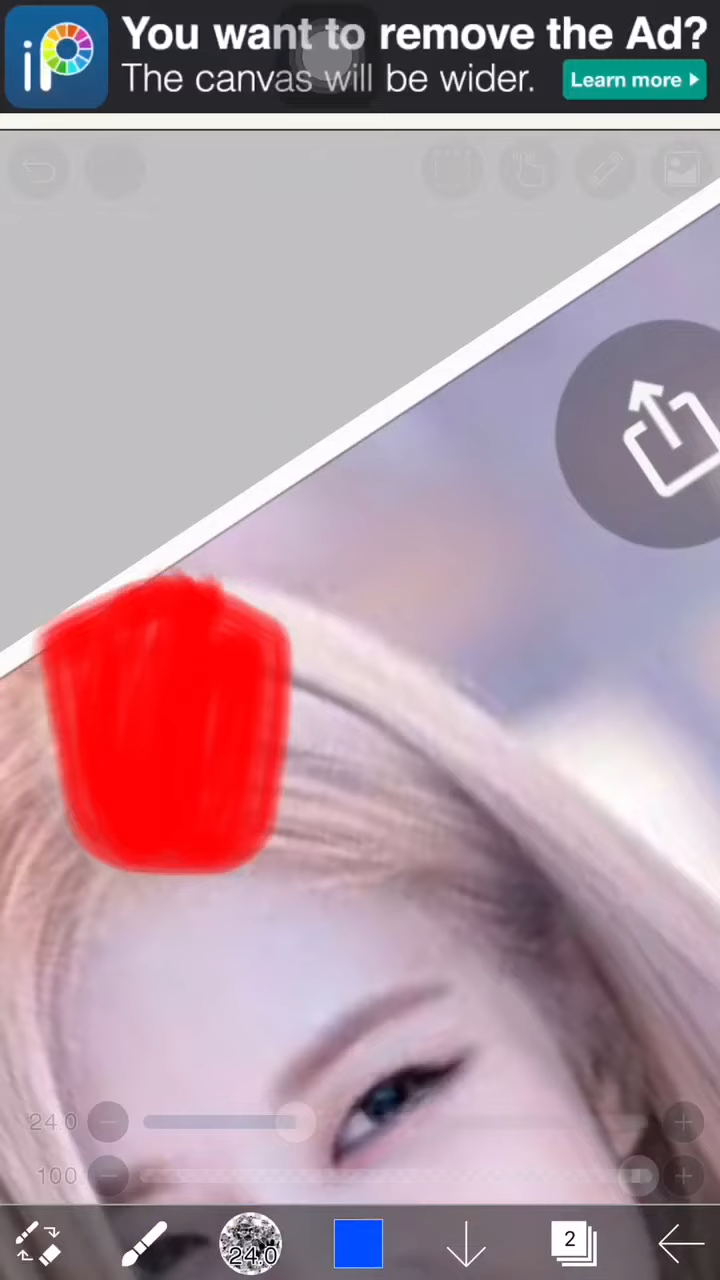 iP
You want to remove the Ad?
The canvas will be wider.
Learn more
24.0
100
24.0
2